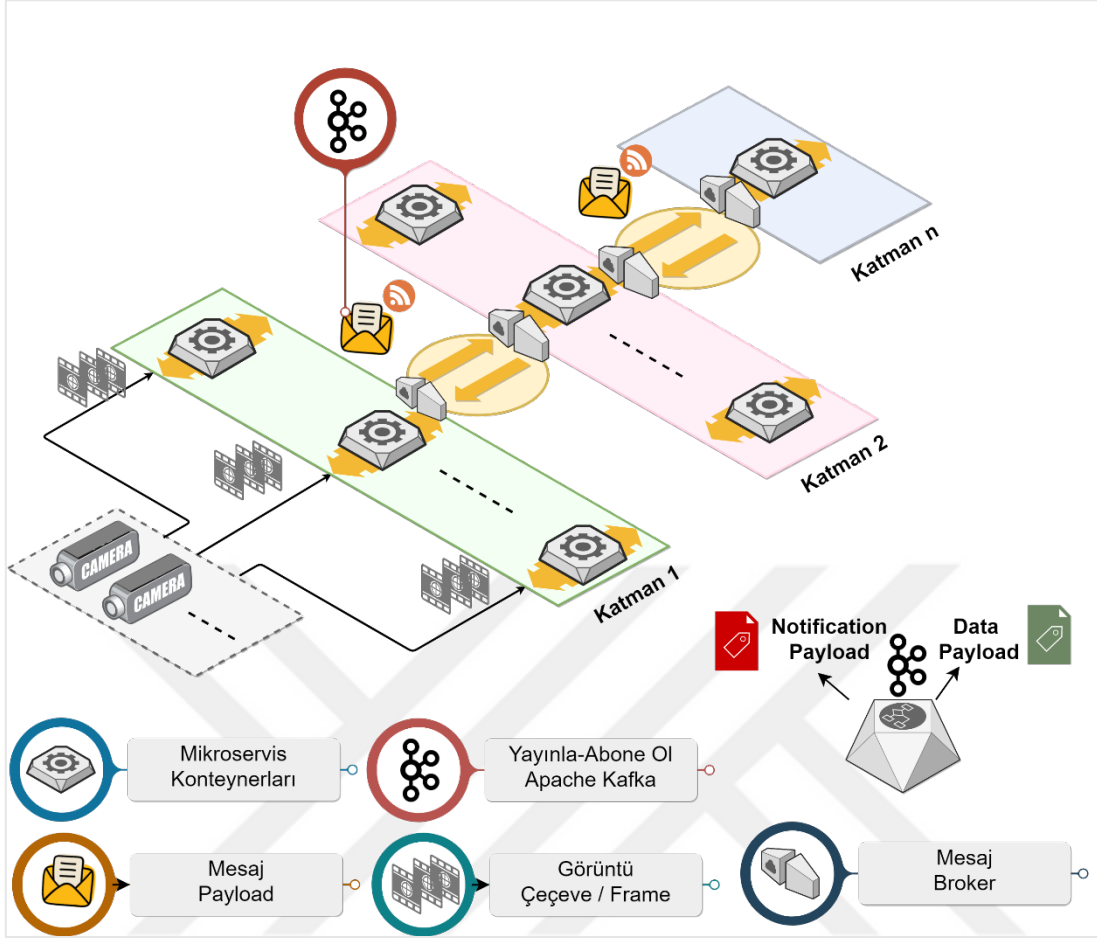 Katman n
Katman 2
Katman 1
CAMERA
CAMERA
Notification
Payload
Data
Payload
Mikroservis
Konteynerları
Yayınla-Abone Ol
Apache Kafka
Mesaj
Payload
Görüntü
Çeçeve / Frame
Mesaj
Broker